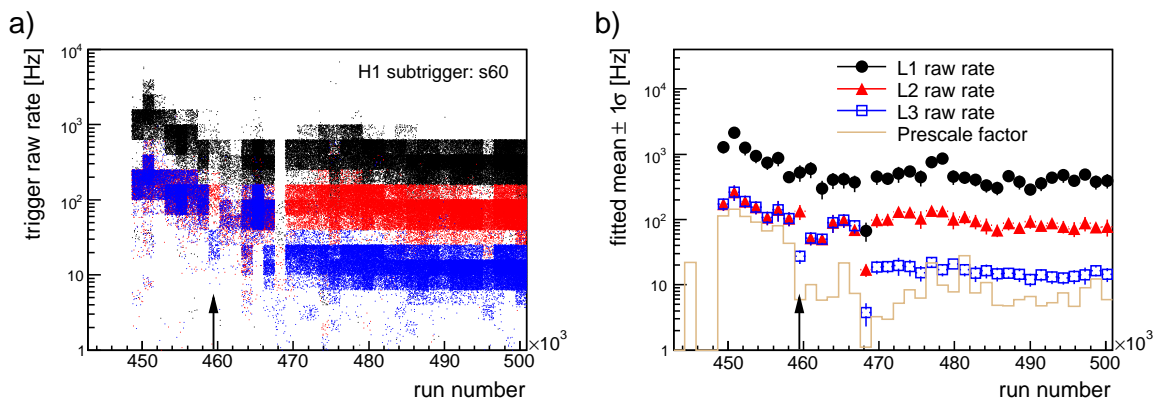 a)
trigger raw rate [Hz]
10⁴
10³
10²
10
1
H1 subtrigger: s60
450 460 470 480 490 500
×10³
run number
b)
fitted mean ± 1σ [Hz]
10⁴
10³
10²
10
1
L1 raw rate
L2 raw rate
L3 raw rate
Prescale factor
450 460 470 480 490 500
×10³
run number